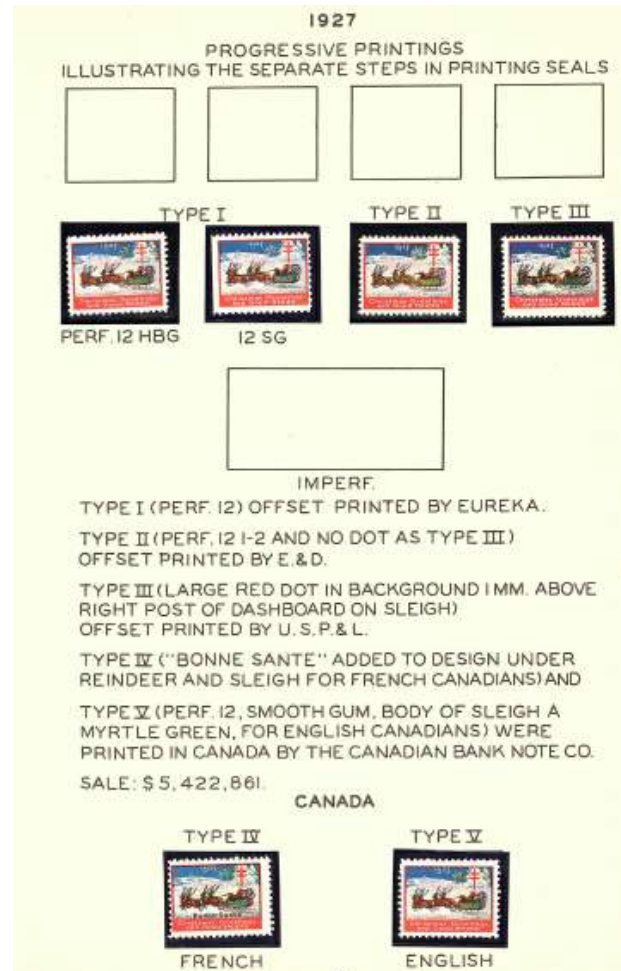 1927
PROGRESSIVE PRINTINGS
ILLUSTRATING THE SEPARATE STEPS IN PRINTING SEALS
TYPE I TYPE II TYPE III
PERF. 12 HBG 12 SG
IMPERF.
TYPE I (PERF. 12) OFFSET PRINTED BY EUREKA.
TYPE II (PERF, 12 1-2 AND NO DOT AS TYPE III)
OFFSET PRINTED BY E.&D.
TYPE III (LARGE RED DOT IN BACKGROUND 1 MM. ABOVE
RIGHT POST OF DASHBOARD ON SLEIGH)
OFFSET PRINTED BY U.S.P.& L.
TYPE IV ("BONNE SANTE" ADDED TO DESIGN UNDER
REINDEER AND SLEIGH FOR FRENCH CANADIANS) AND
TYPE V (PERF. 12, SMOOTH GUM, BODY OF SLEIGH A
MYRTLE GREEN, FOR ENGLISH CANADIANS) WERE
PRINTED IN CANADA BY THE CANADIAN BANK NOTE CO.
SALE: $5,422,861.
CANADA
TYPE IV TYPE V
Bonne Santé
FRENCH ENGLISH